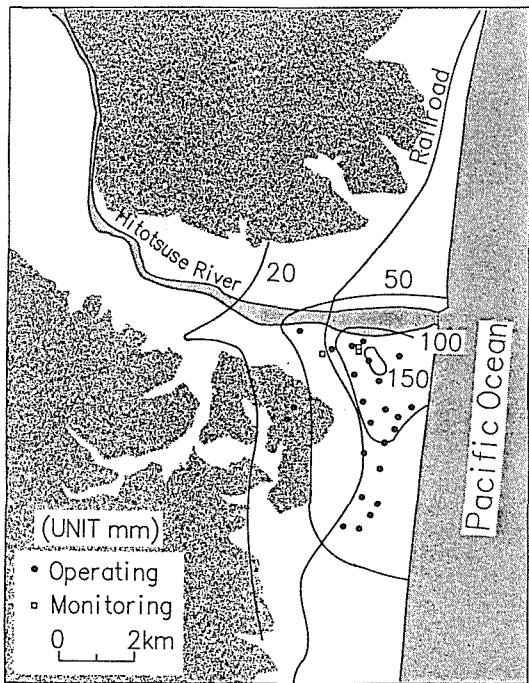 Railroad
Hitotsuse River
20
50
100
150
Pacific Ocean
(UNIT mm)
Operating
Monitoring
0 2km